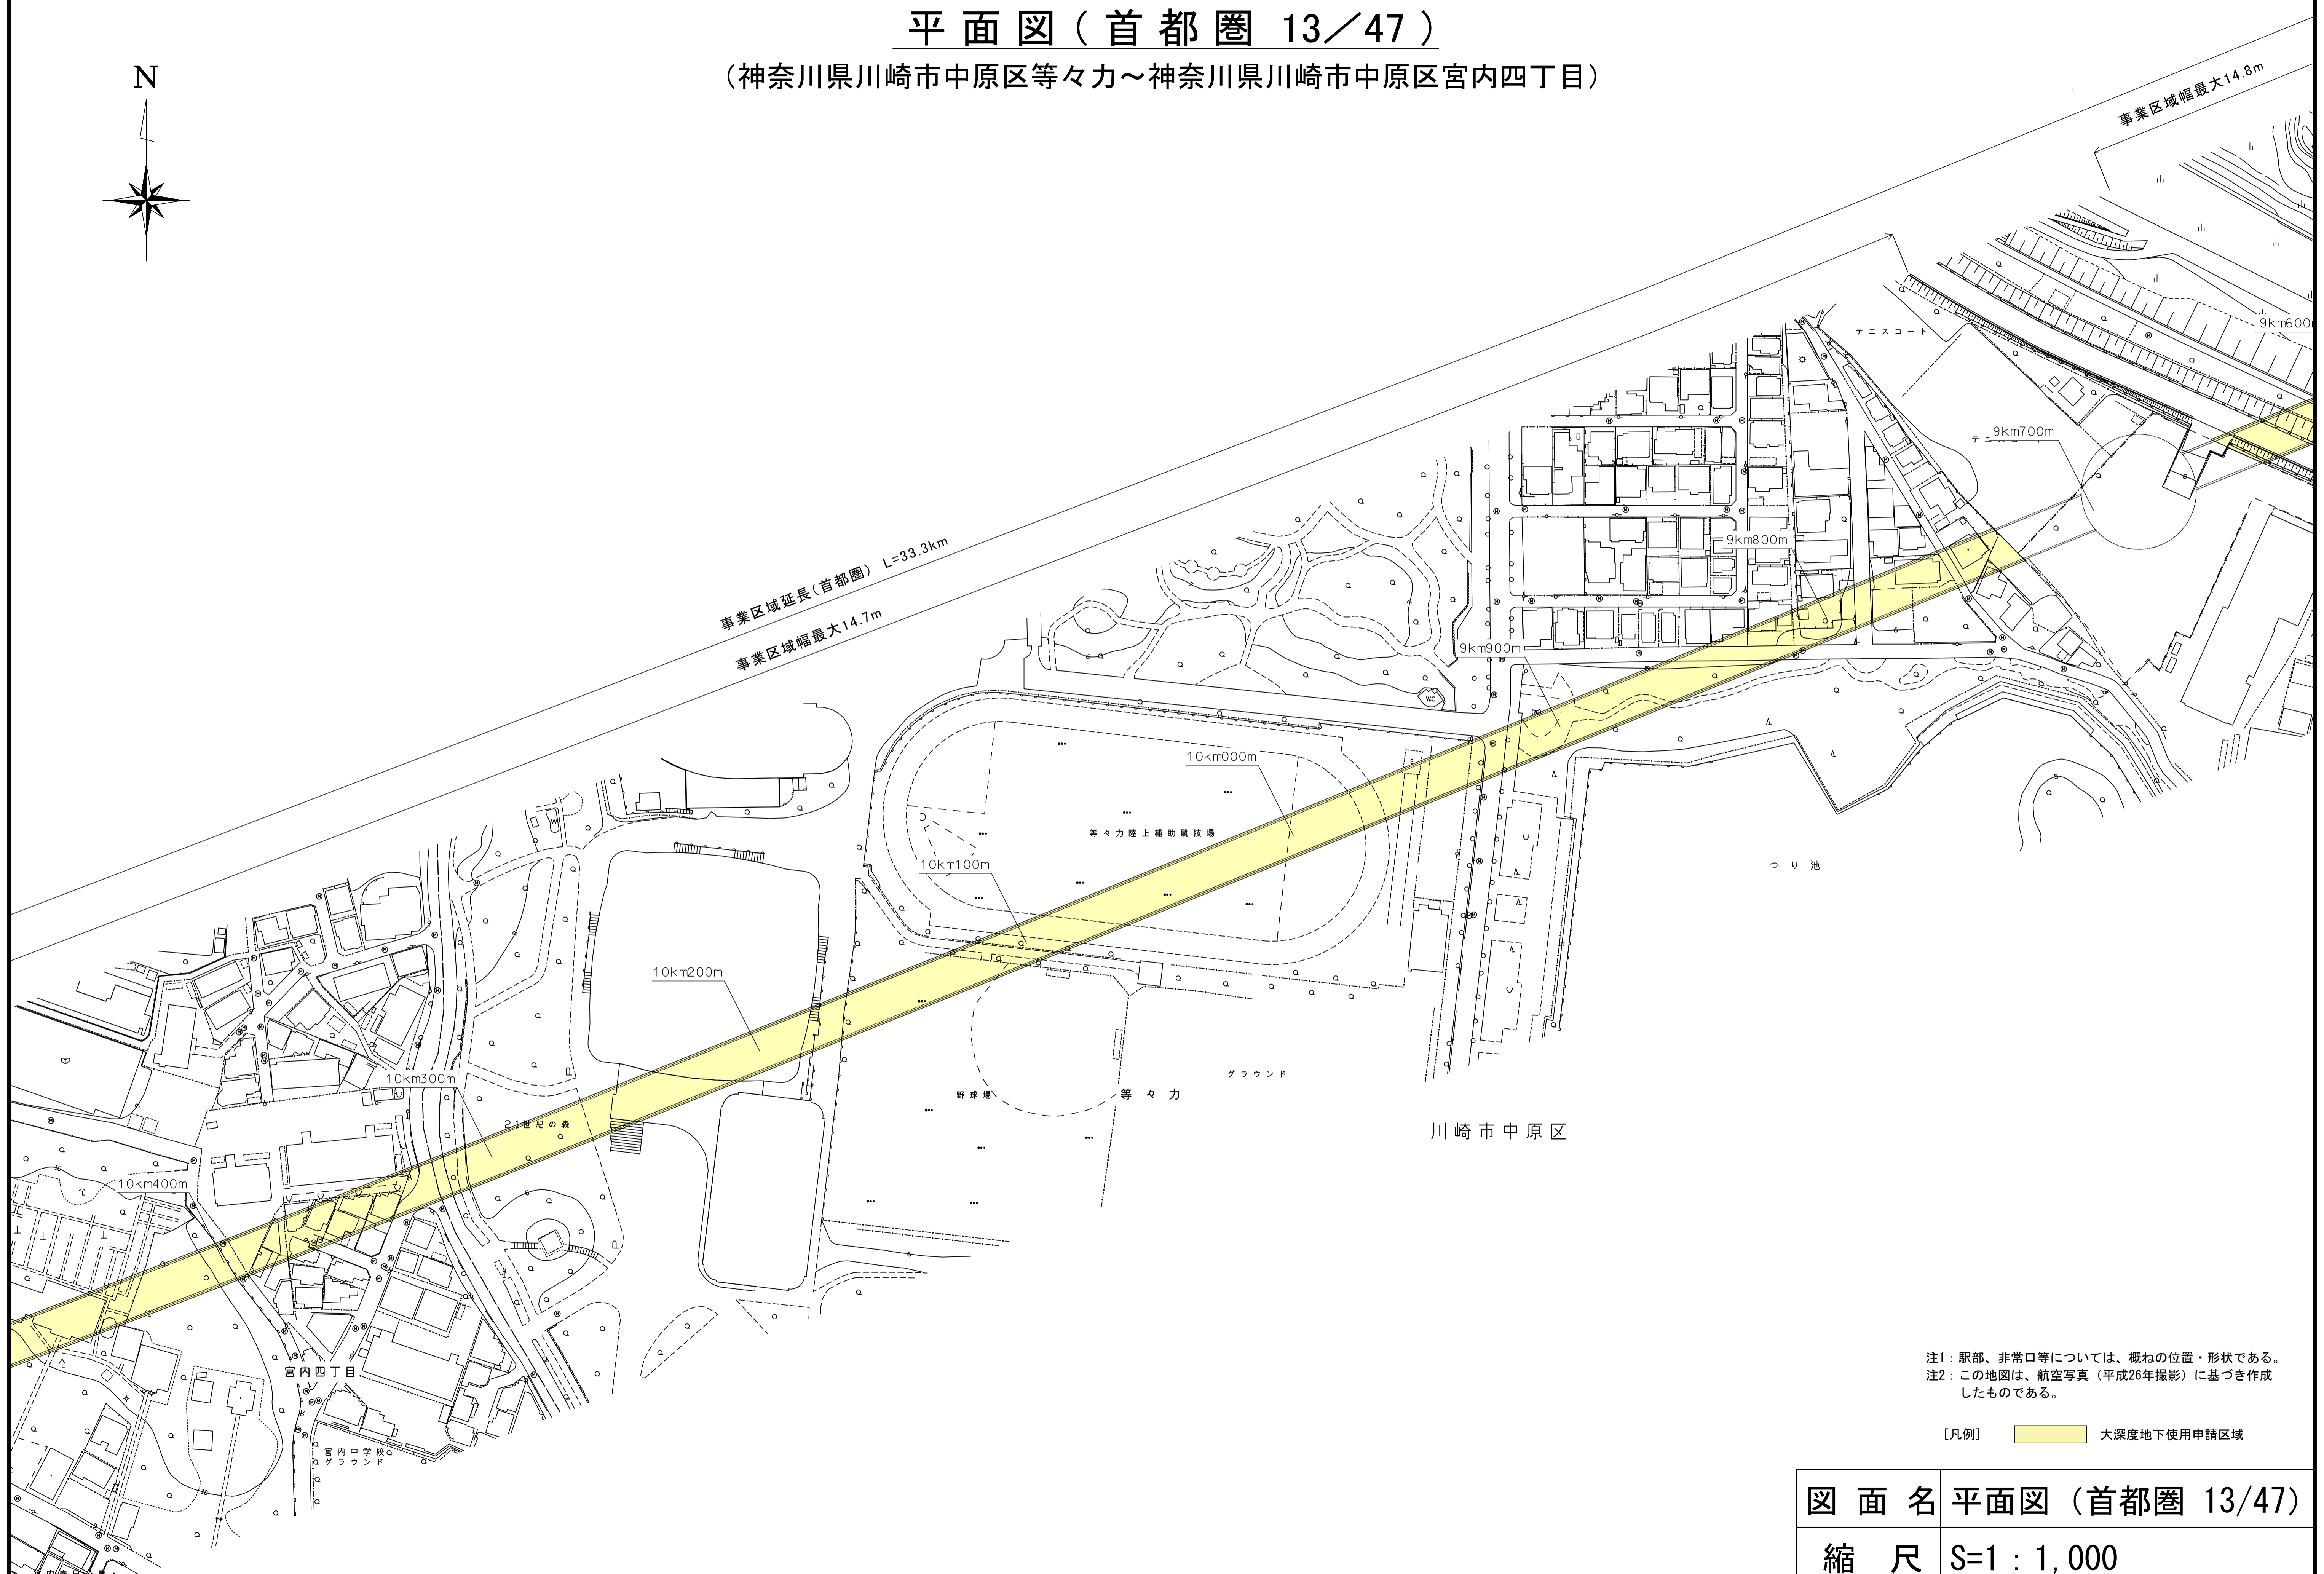 平面図(首都圏 13/47)
(神奈川県川崎市中原区等々力～神奈川県川崎市中原区宮内四丁目)
N
事業区域幅最大14.8m
事業区域延長(首都圏) L=33.3km
事業区域幅最大14.7m
テニスコート
9km600
9km700m
9km800m
9km900m
WC
10km000m
等々力陸上補助競技場
10km100m
つり池
10km200m
10km300m
グラウンド
野球場
等々力
21世紀の森
川崎市中原区
10km400m
宮内四丁目
宮内中学校
グラウンド
注1：駅部、非常口等については、概ねの位置・形状である。
注2：この地図は、航空写真（平成26年撮影）に基づき作成
したものである。
[凡例] 大深度地下使用申請区域
図面名 平面図（首都圏 13/47）
縮尺 S=1：1,000